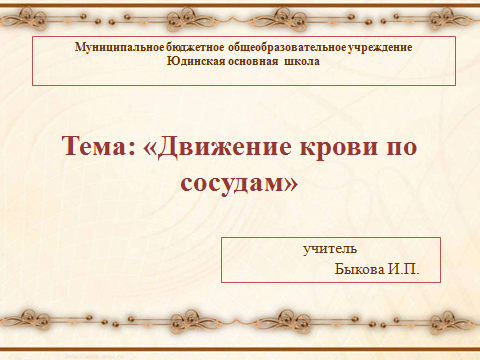 Муниципальное бюджетное общеобразовательное учреждение
Юдинская основная школа
Тема: «Движение крови по
сосудам»
учитель
Быкова И.П.